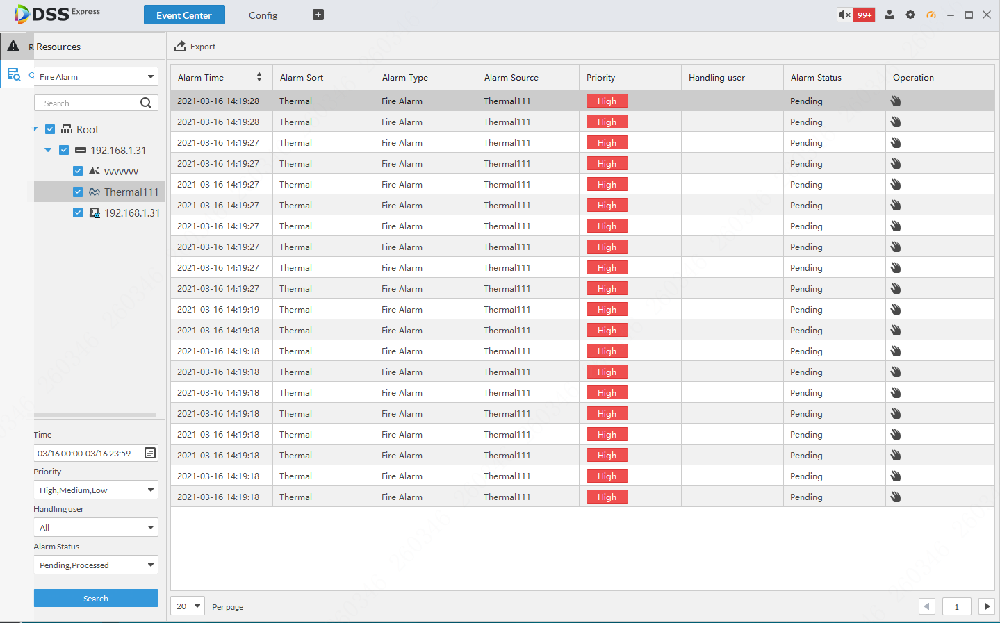 DSS Express
Event Center
Config
99+
R
Resources
Export
Fire Alarm
Search...
Root
192.168.1.31
vvvvvvv
Thermal111
192.168.1.31_
Time
03/16 00:00-03/16 23:59
Priority
High,Medium,Low
Handling user
All
Alarm Status
Pending,Processed
Search
Alarm Time Alarm Sort Alarm Type Alarm Source Priority Handling user Alarm Status Operation
2021-03-16 14:19:28 Thermal Fire Alarm Thermal111 High Pending
2021-03-16 14:19:28 Thermal Fire Alarm Thermal111 High Pending
2021-03-16 14:19:27 Thermal Fire Alarm Thermal111 High Pending
2021-03-16 14:19:27 Thermal Fire Alarm Thermal111 High Pending
2021-03-16 14:19:27 Thermal Fire Alarm Thermal111 High Pending
2021-03-16 14:19:27 Thermal Fire Alarm Thermal111 High Pending
2021-03-16 14:19:27 Thermal Fire Alarm Thermal111 High Pending
2021-03-16 14:19:27 Thermal Fire Alarm Thermal111 High Pending
2021-03-16 14:19:27 Thermal Fire Alarm Thermal111 High Pending
2021-03-16 14:19:27 Thermal Fire Alarm Thermal111 High Pending
2021-03-16 14:19:19 Thermal Fire Alarm Thermal111 High Pending
2021-03-16 14:19:18 Thermal Fire Alarm Thermal111 High Pending
2021-03-16 14:19:18 Thermal Fire Alarm Thermal111 High Pending
2021-03-16 14:19:18 Thermal Fire Alarm Thermal111 High Pending
2021-03-16 14:19:18 Thermal Fire Alarm Thermal111 High Pending
2021-03-16 14:19:18 Thermal Fire Alarm Thermal111 High Pending
2021-03-16 14:19:18 Thermal Fire Alarm Thermal111 High Pending
2021-03-16 14:19:18 Thermal Fire Alarm Thermal111 High Pending
2021-03-16 14:19:18 Thermal Fire Alarm Thermal111 High Pending
2021-03-16 14:19:18 Thermal Fire Alarm Thermal111 High Pending
20 Per page
1